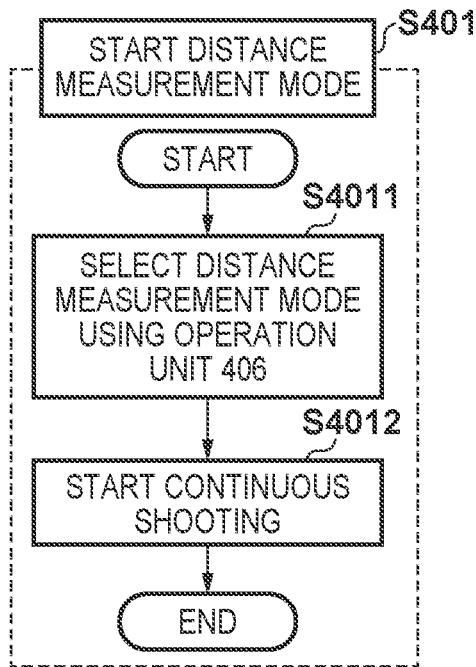 S401
START DISTANCE
MEASUREMENT MODE
START
S4011
SELECT DISTANCE
MEASUREMENT MODE
USING OPERATION
UNIT 406
S4012
START CONTINUOUS
SHOOTING
END